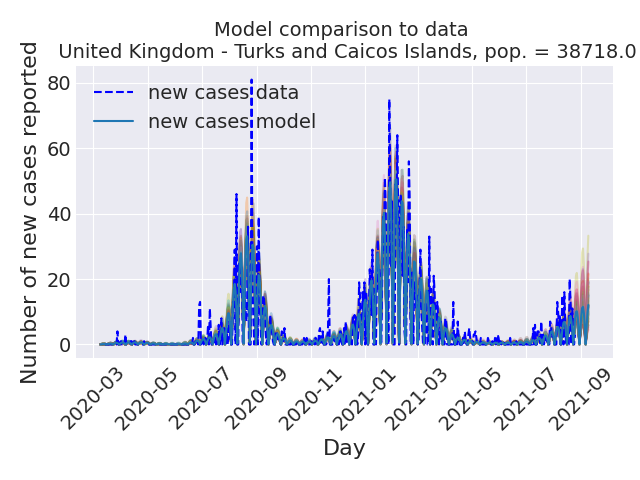 Model comparison to data
United Kingdom - Turks and Caicos Islands, pop. = 38718.0
Number of new cases reported
80
60
40
20
0
new cases data
new cases model
2020-03
2020-05
2020-07
2020-09
2020-11
2021-01
2021-03
2021-05
2021-07
2021-09
Day